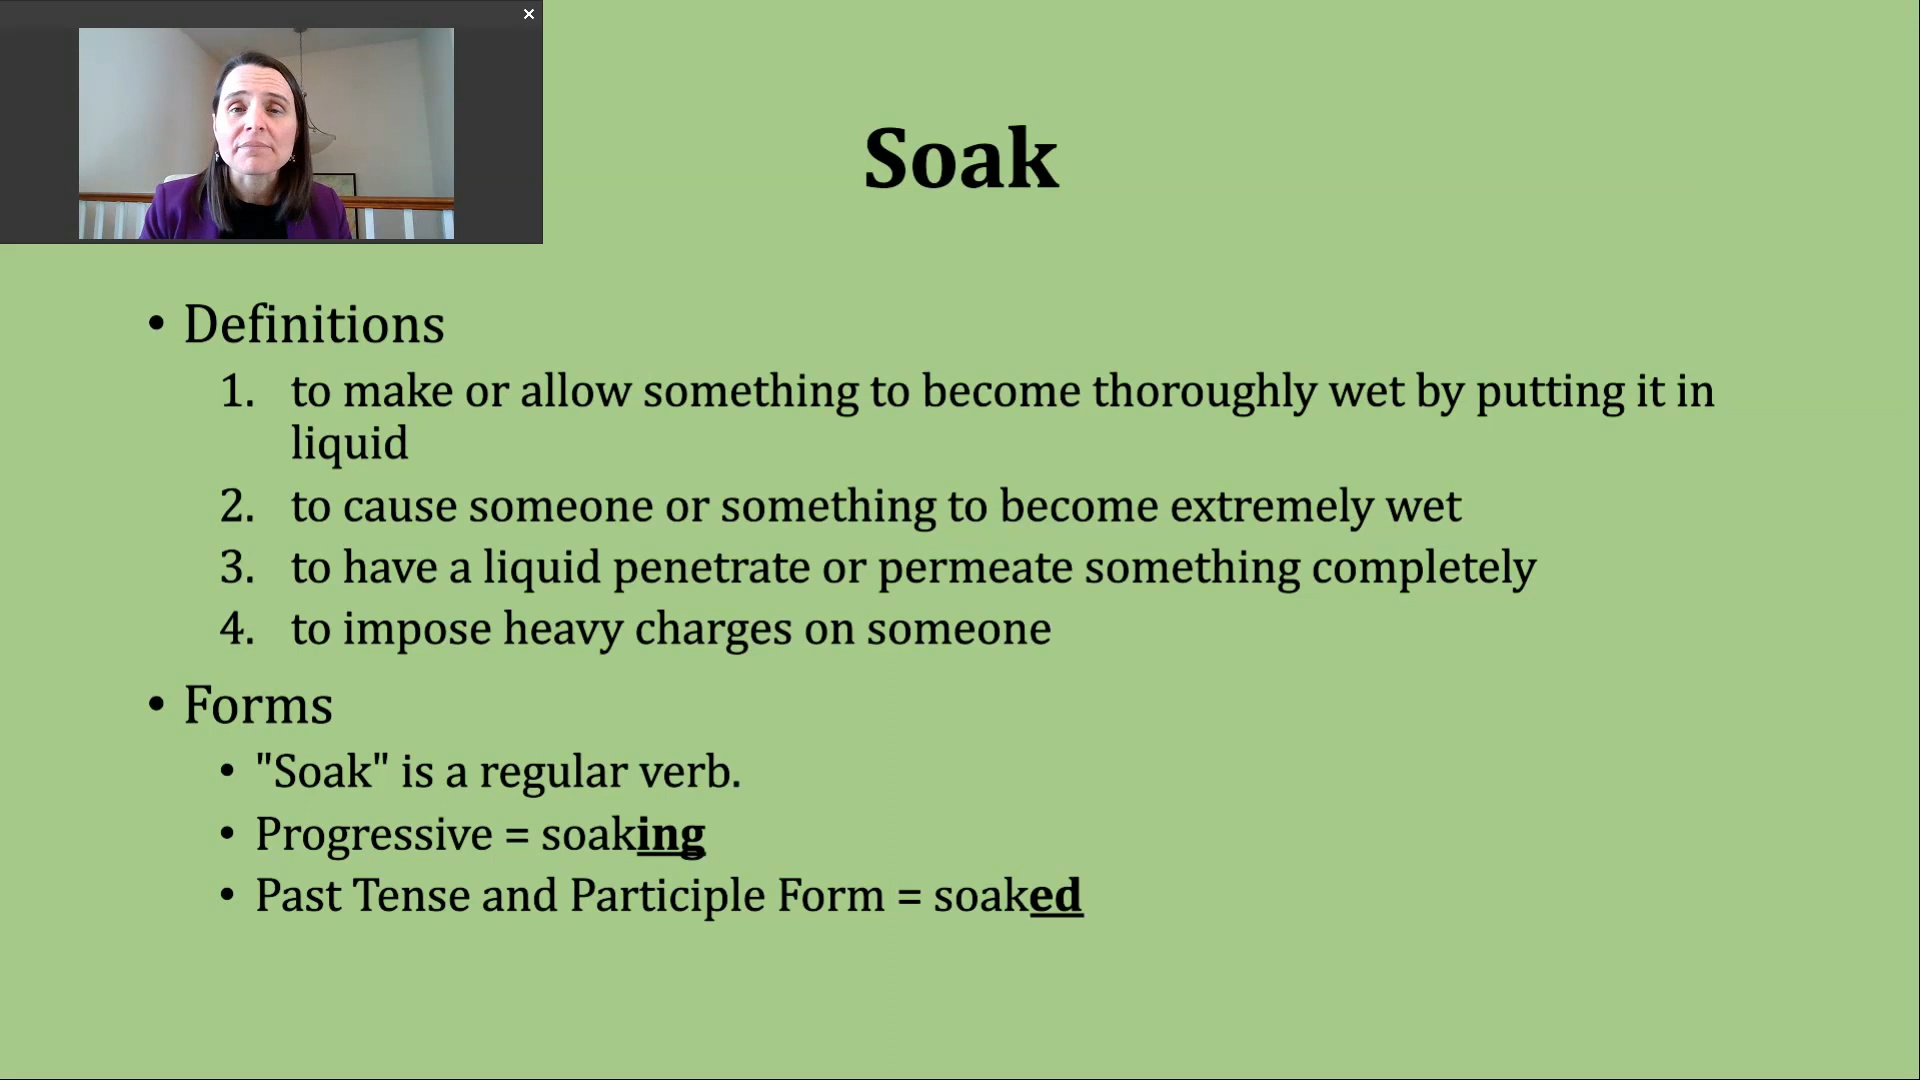 Soak
• Definitions
1. to make or allow something to become thoroughly wet by putting it in
liquid
2. to cause someone or something to become extremely wet
3. to have a liquid penetrate or permeate something completely
4. to impose heavy charges on someone
• Forms
• "Soak" is a regular verb.
• Progressive = soaking
• Past Tense and Participle Form = soaked